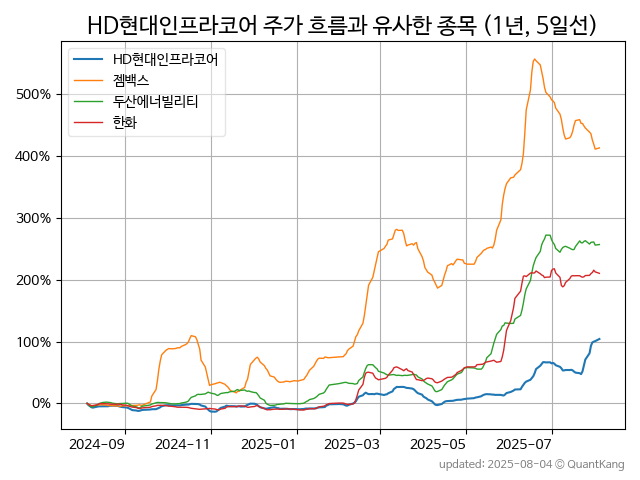 HD현대인프라코어 주가 흐름과 유사한 종목 (1년, 5일선)
HD현대인프라코어
젬백스
두산에너빌리티
한화
500%
400%
300%
200%
100%
0%
2024-09 2024-11 2025-01 2025-03 2025-05 2025-07
updated: 2025-08-04 © QuantKang